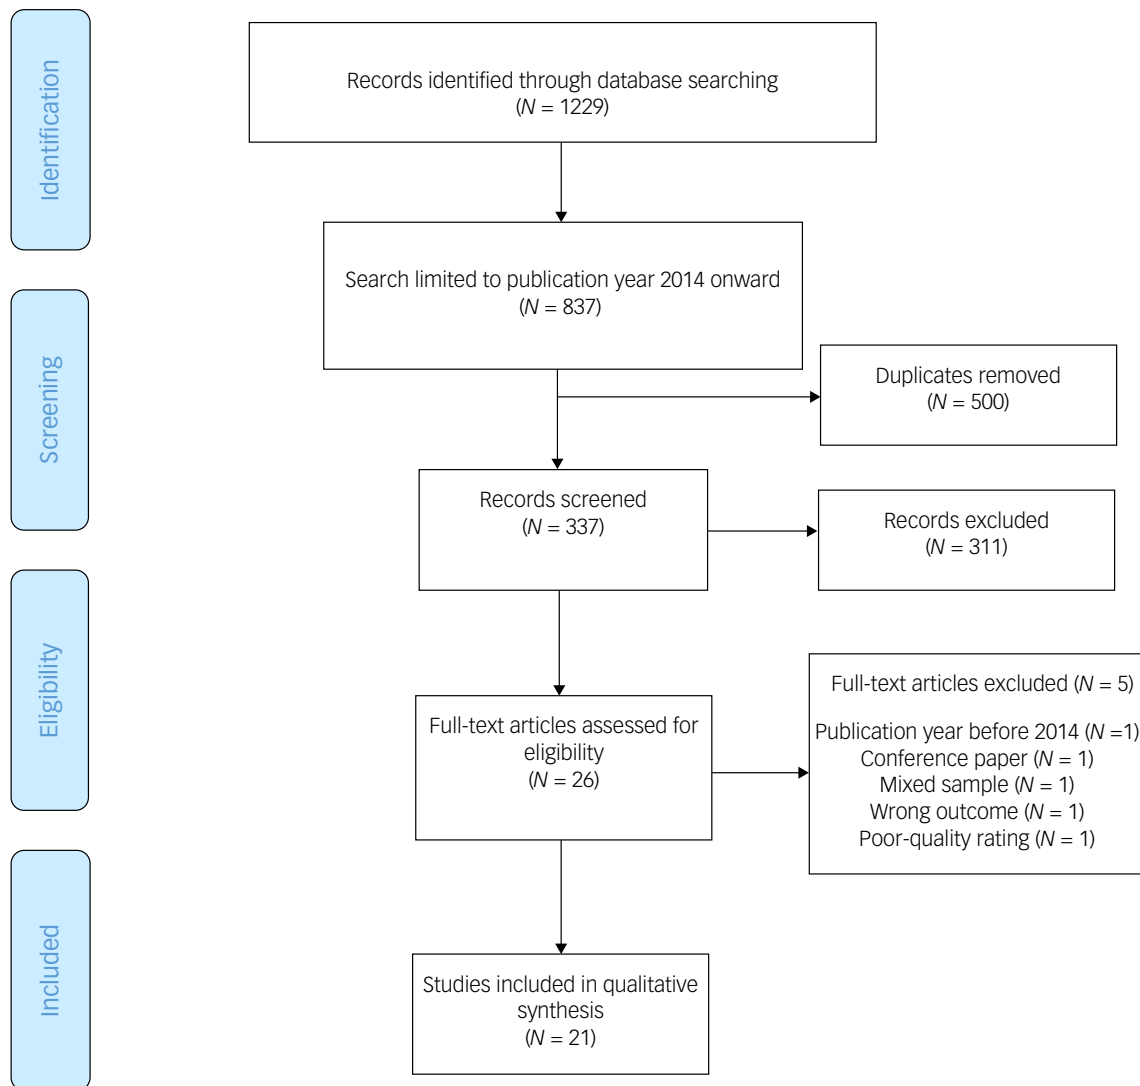 Identification
Records identified through database searching
(N = 1229)
Search limited to publication year 2014 onward
(N = 837)
Screening
Duplicates removed
(N = 500)
Records screened
(N = 337)
Records excluded
(N = 311)
Eligibility
Full-text articles assessed for
eligibility
(N = 26)
Full-text articles excluded (N = 5)
Publication year before 2014 (N =1)
Conference paper (N = 1)
Mixed sample (N = 1)
Wrong outcome (N = 1)
Poor-quality rating (N = 1)
Included
Studies included in qualitative
synthesis
(N = 21)